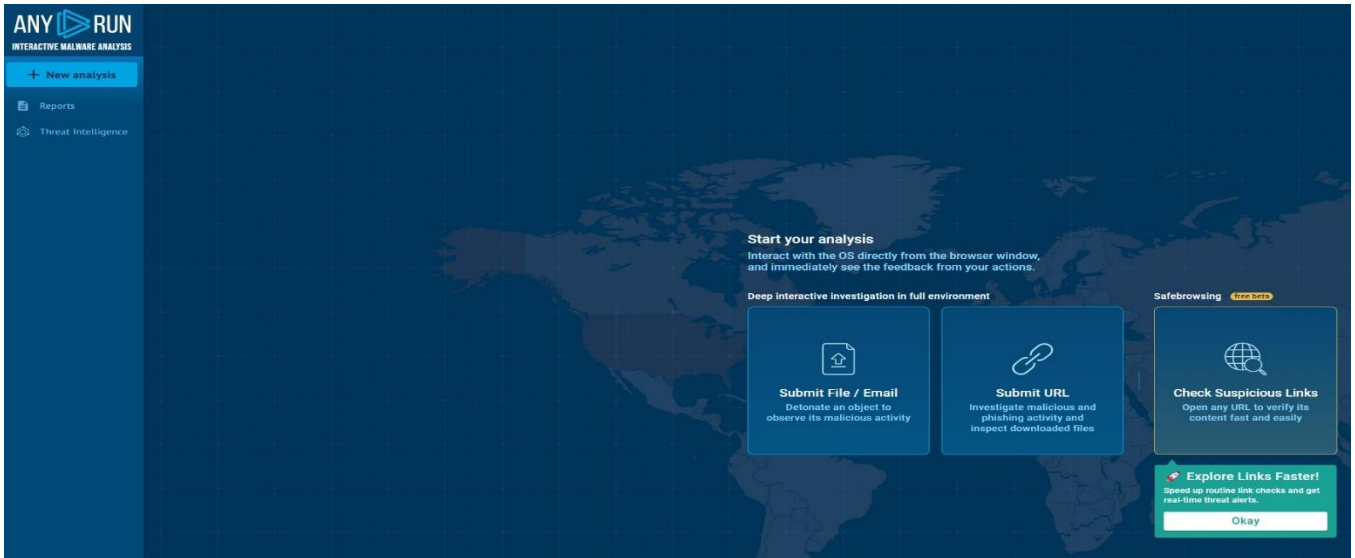 ANY RUN
INTERACTIVE MALWARE ANALYSIS
+ New analysis
Reports
Threat Intelligence
Start your analysis
Interact with the OS directly from the browser window,
and immediately see the feedback from your actions.
Deep interactive investigation in full environment
Submit File / Email
Detonate an object to
observe its malicious activity
Submit URL
Investigate malicious and
phishing activity and
inspect downloaded files
Safebrowsing free beta
Check Suspicious Links
Open any URL to verify its
content fast and easily
Explore Links Faster!
Speed up routine link checks and get
real-time threat alerts.
Okay